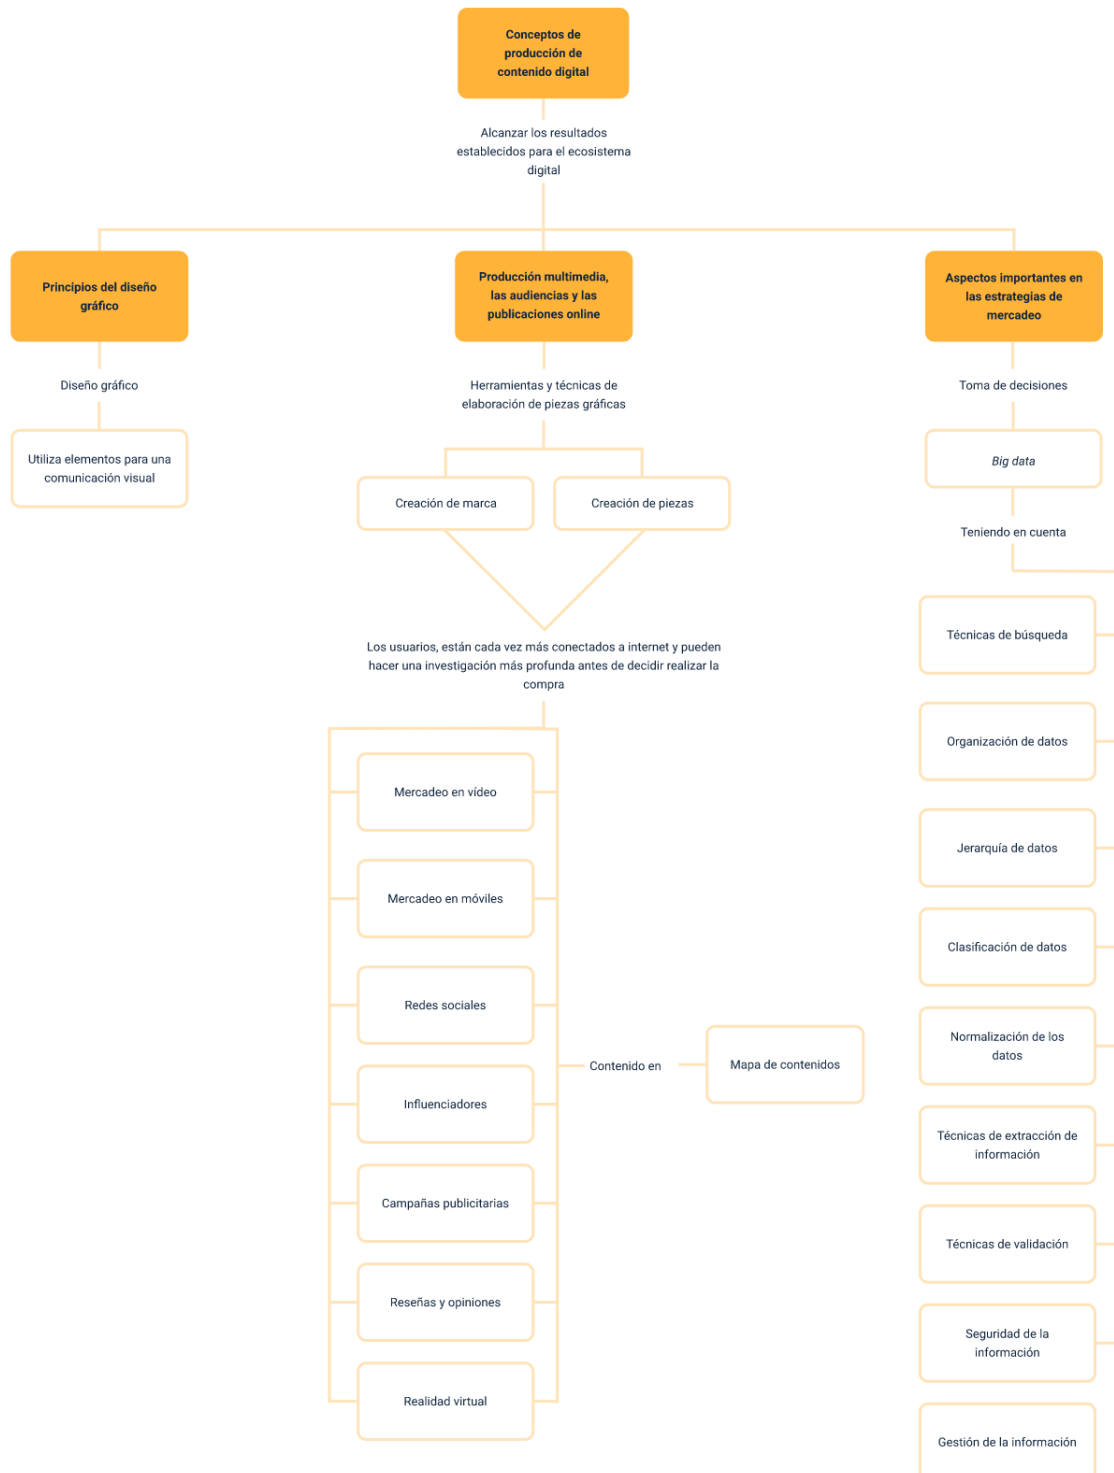 Conceptos de
producción de
contenido digital
Alcanzar los resultados
establecidos para el ecosistema
digital
Principios del diseño
gráfico
Diseño gráfico
Utiliza elementos para una
comunicación visual
Producción multimedia,
las audiencias y las
publicaciones online
Herramientas y técnicas de
elaboración de piezas gráficas
Creación de marca
Creación de piezas
Los usuarios, están cada vez más conectados a internet y pueden
hacer una investigación más profunda antes de decidir realizar la
compra
Mercadeo en vídeo
Mercadeo en móviles
Redes sociales
Influenciadores
Campañas publicitarias
Reseñas y opiniones
Realidad virtual
Contenido en
Mapa de contenidos
Aspectos importantes en
las estrategias de
mercadeo
Toma de decisiones
Big data
Teniendo en cuenta
Técnicas de búsqueda
Organización de datos
Jerarquía de datos
Clasificación de datos
Normalización de los
datos
Técnicas de extracción de
información
Técnicas de validación
Seguridad de la
información
Gestión de la información